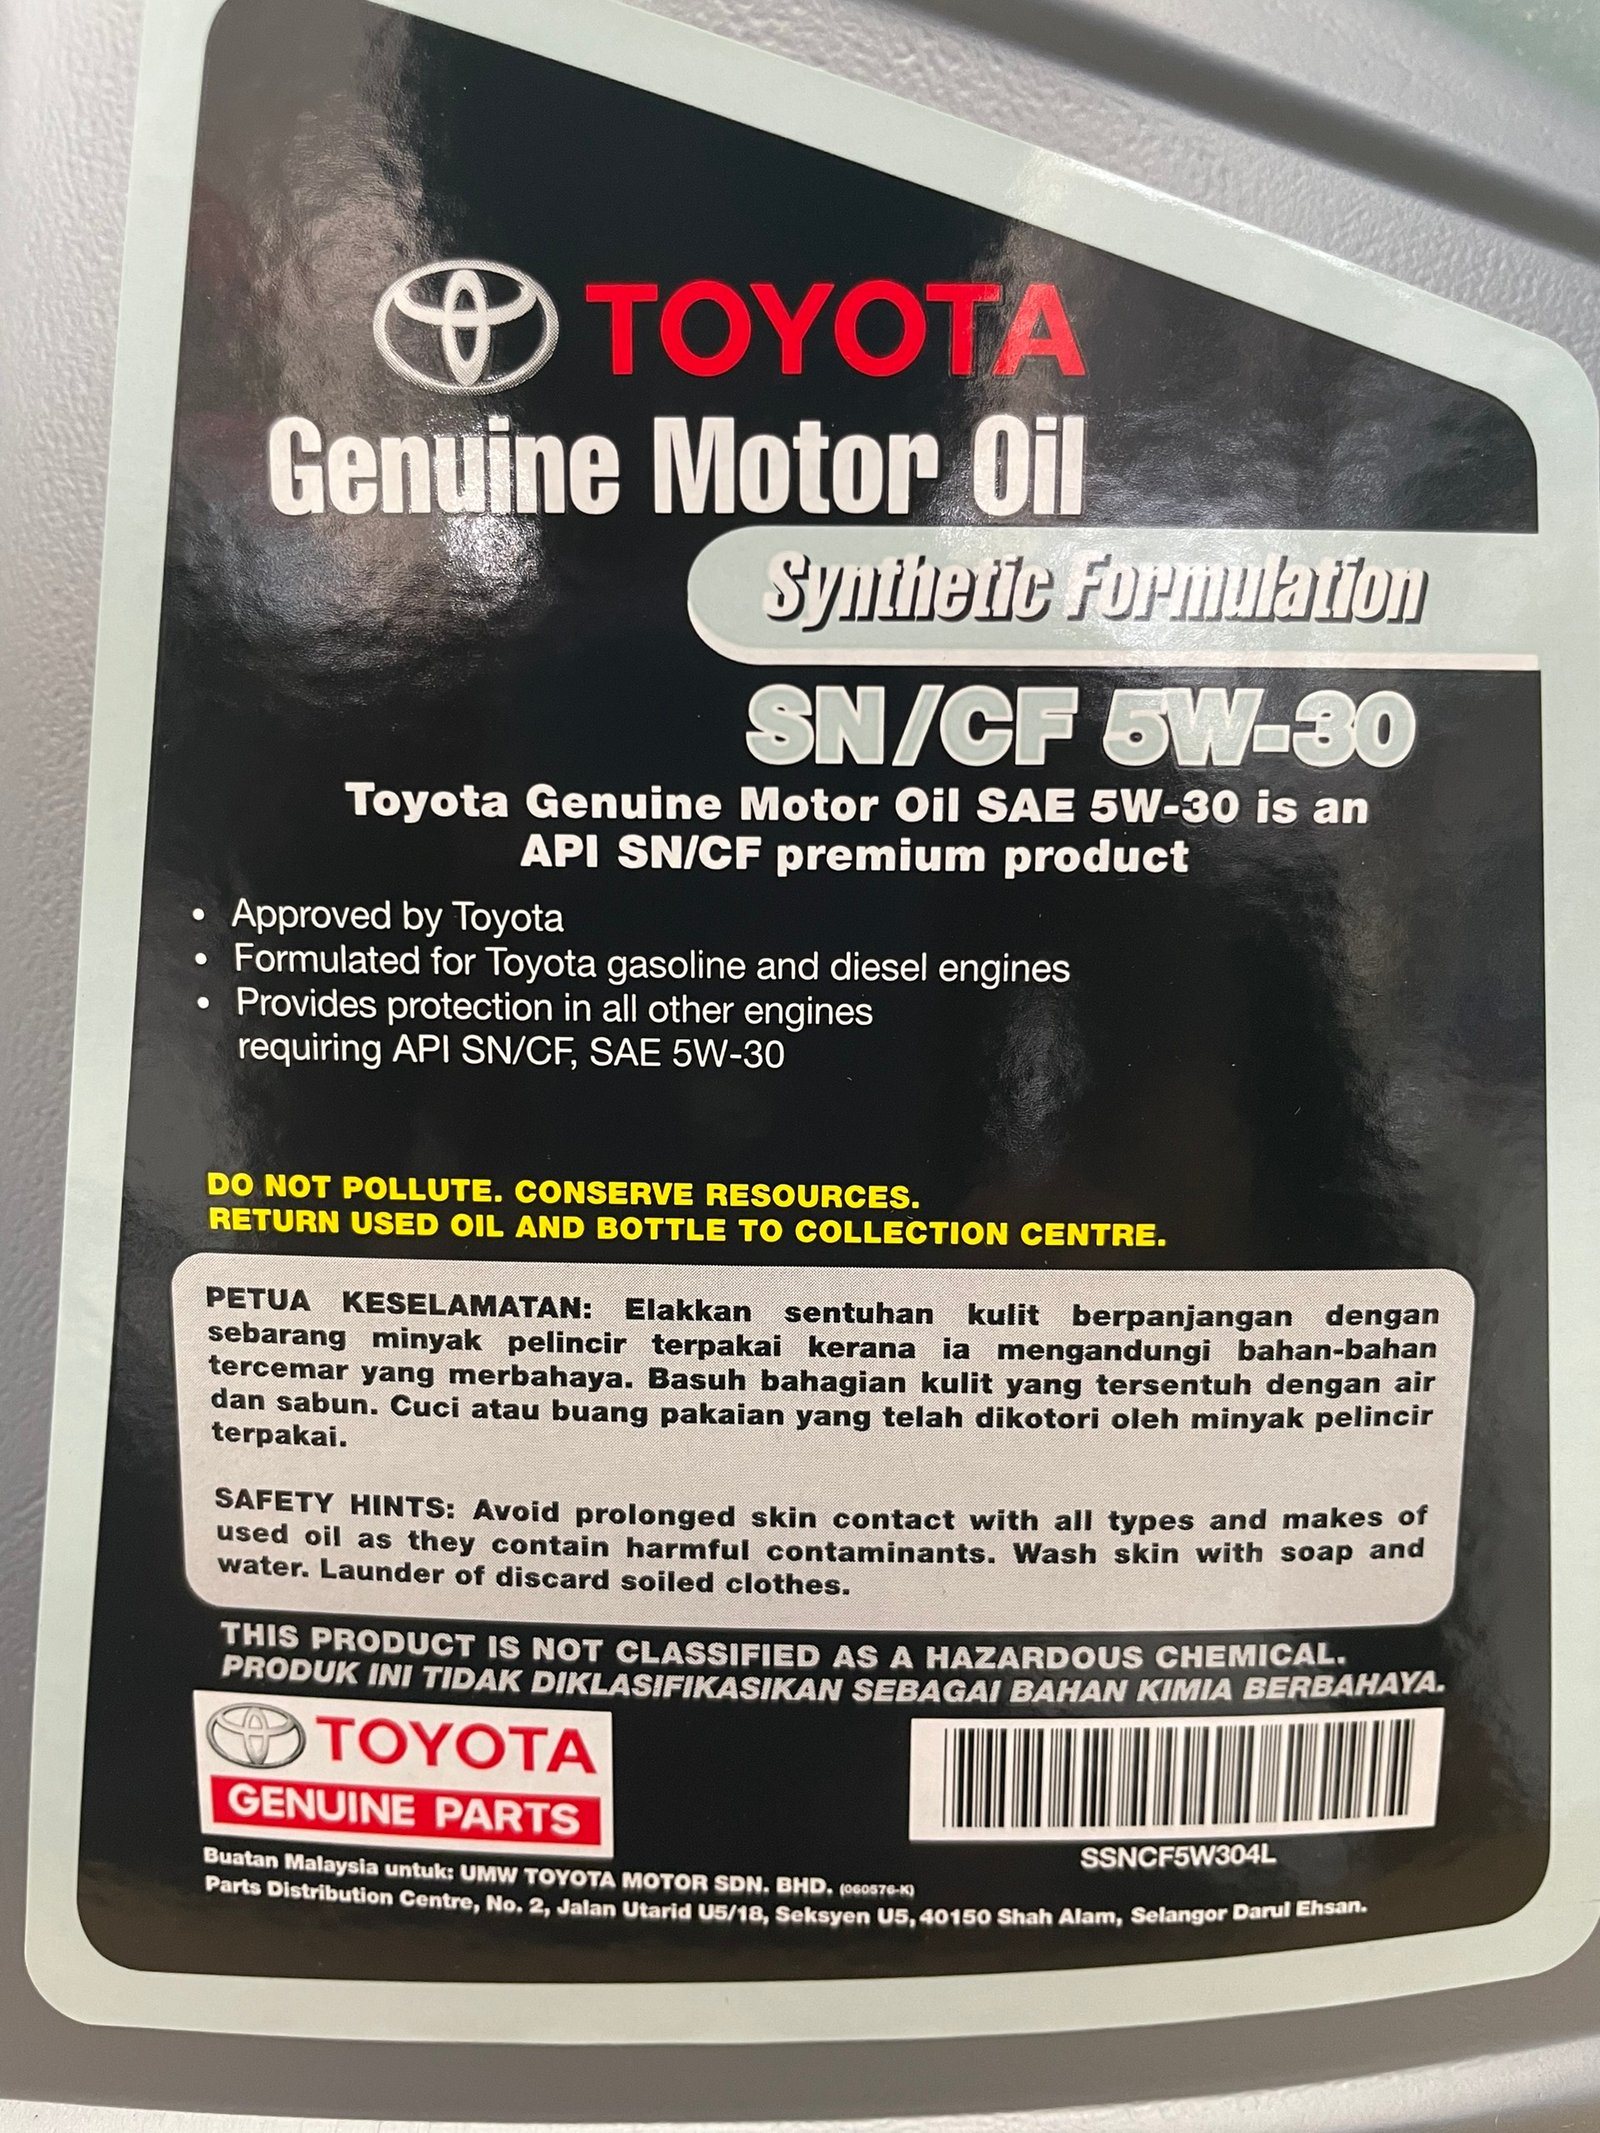 TOYOTA
Genuine Motor Oil
Synthetic Formulation
SN/CF 5W-30
Toyota Genuine Motor Oil SAE 5W-30 is an
API SN/CF premium product
• Approved by Toyota
• Formulated for Toyota gasoline and diesel engines
• Provides protection in all other engines
requiring API SN/CF, SAE 5W-30
DO NOT POLLUTE. CONSERVE RESOURCES.
RETURN USED OIL AND BOTTLE TO COLLECTION CENTRE.
PETUA KESELAMATAN: Elakkan sentuhan kulit berpanjangan dengan
sebarang minyak pelincir terpakai kerana ia mengandungi bahan-bahan
tercemar yang merbahaya. Basuh bahagian kulit yang tersentuh dengan air
dan sabun. Cuci atau buang pakaian yang telah dikotori oleh minyak pelincir
terpakai.
SAFETY HINTS: Avoid prolonged skin contact with all types and makes of
used oil as they contain harmful contaminants. Wash skin with soap and
water. Launder of discard soiled clothes.
THIS PRODUCT IS NOT CLASSIFIED AS A HAZARDOUS CHEMICAL.
PRODUK INI TIDAK DIKLASIFIKASIKAN SEBAGAI BAHAN KIMIA BERBAHAYA.
TOYOTA
GENUINE PARTS
SSNCF5W304L
Buatan Malaysia untuk: UMW TOYOTA MOTOR SDN. BHD. (060576-K)
Parts Distribution Centre, No. 2, Jalan Utarid U5/18, Seksyen U5, 40150 Shah Alam, Selangor Darul Ehsan.